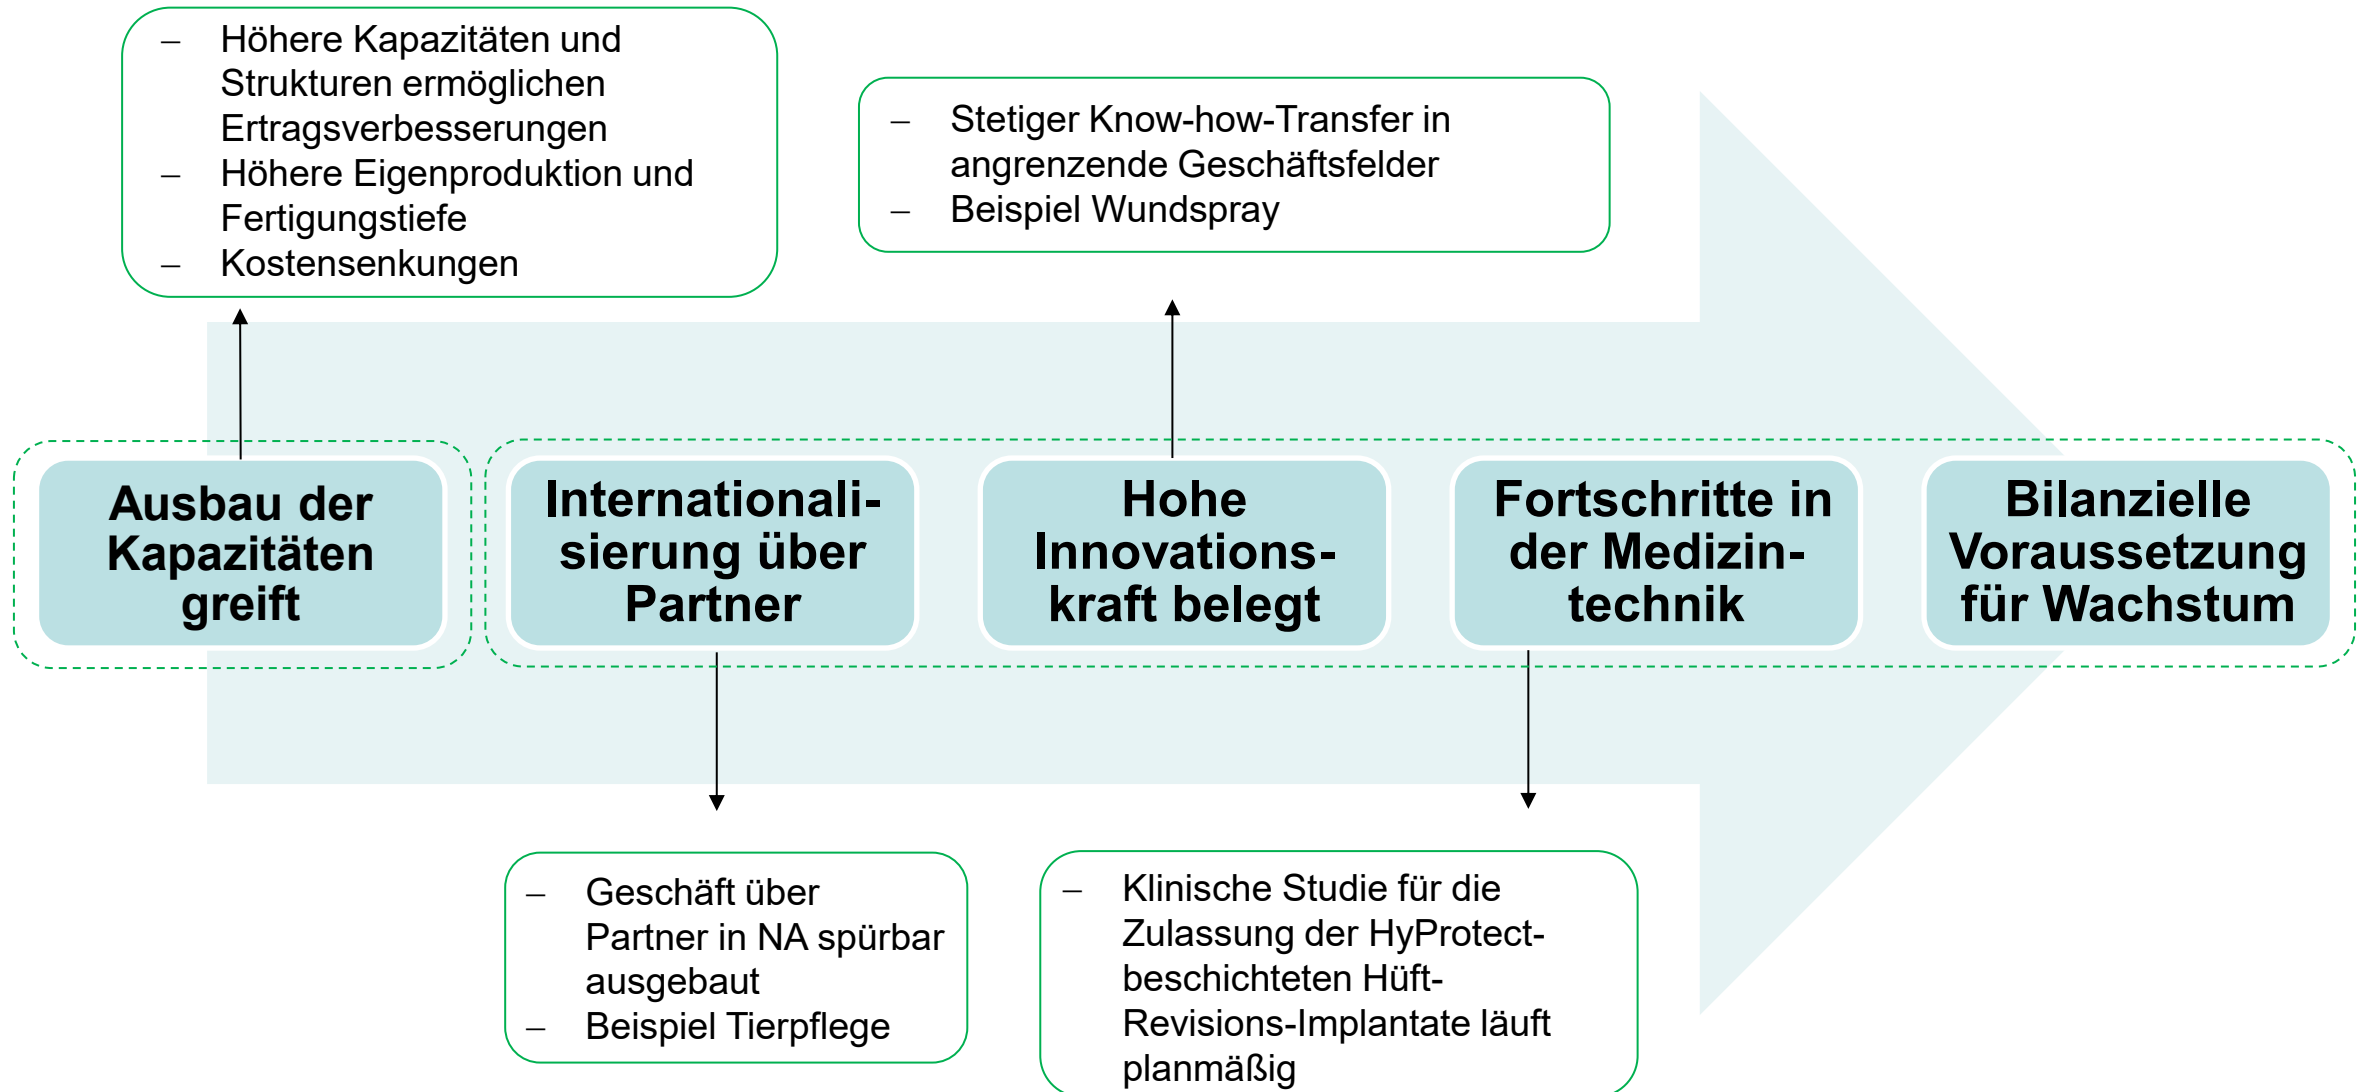 – Höhere Kapazitäten und
Strukturen ermöglichen
Ertragsverbesserungen
– Höhere Eigenproduktion und
Fertigungstiefe
– Kostensenkungen
– Stetiger Know-how-Transfer in
angrenzende Geschäftsfelder
– Beispiel Wundspray
Ausbau der
Kapazitäten
greift
Internationali-
sierung über
Partner
Hohe
Innovations-
kraft belegt
Fortschritte in
der Medizin-
technik
Bilanzielle
Voraussetzung
für Wachstum
– Geschäft über
Partner in NA spürbar
ausgebaut
– Beispiel Tierpflege
– Klinische Studie für die
Zulassung der HyProtect-
beschichteten Hüft-
Revisions-Implantate läuft
planmäßig